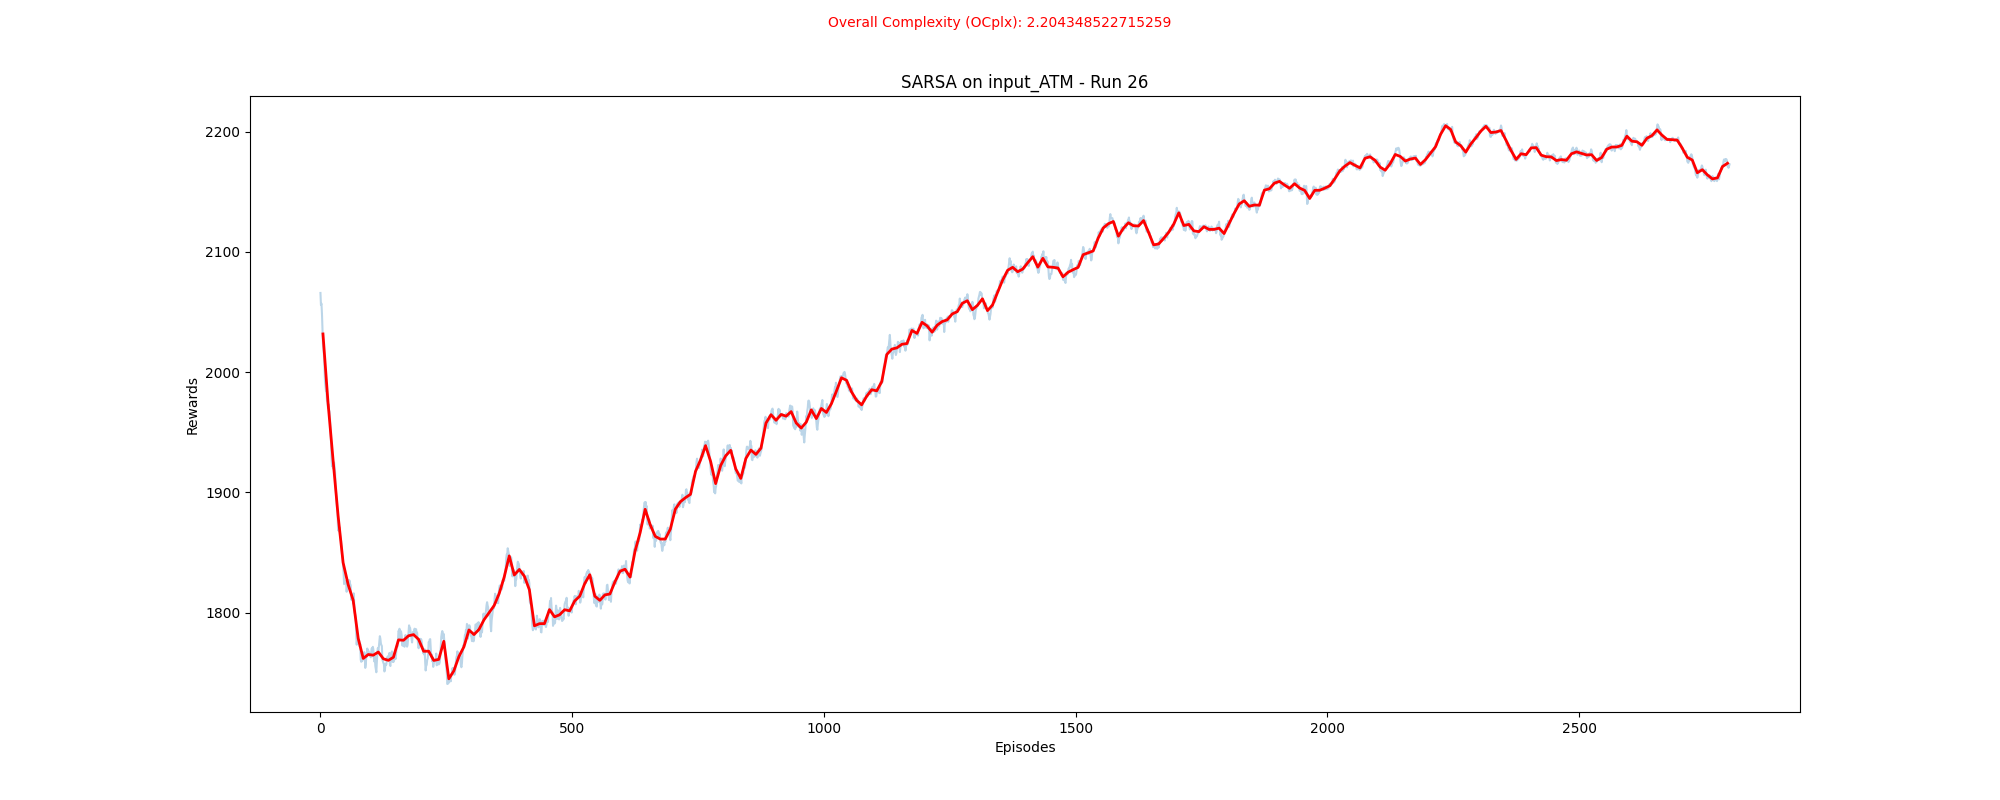 Overall Complexity (OCplx): 2.204348522715259
SARSA on input_ATM - Run 26
2200
2100
2000
1900
1800
Rewards
0
500
1000
1500
2000
2500
Episodes